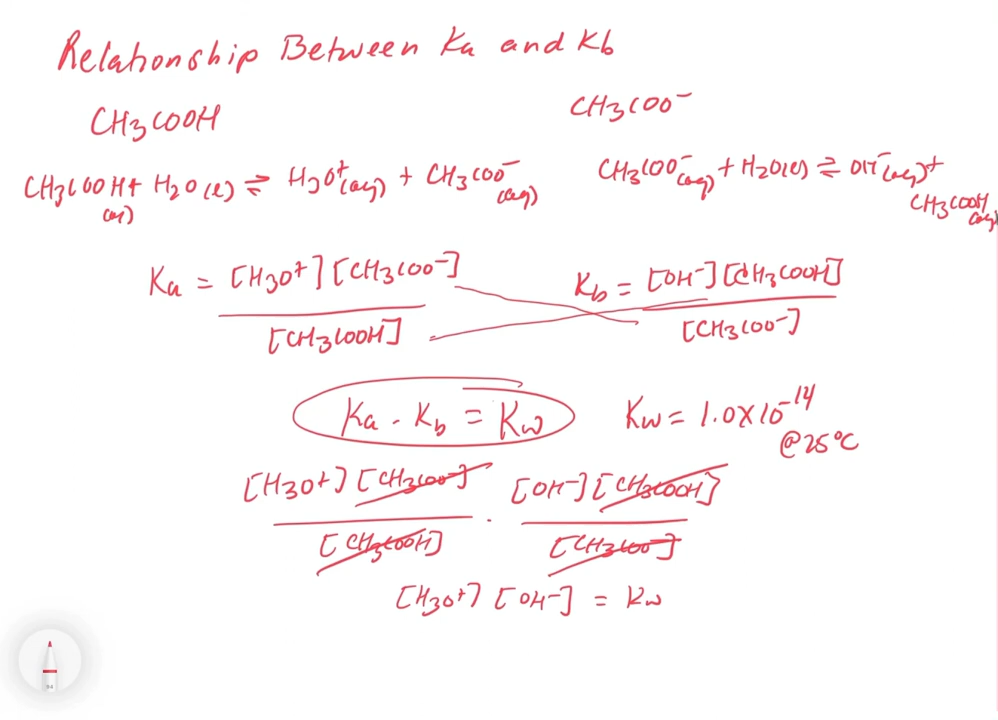 Relationship Between Ka and Kb
CH3COOH
CH3COO⁻
CH3COOH + H2O(l) ⇌ H3O⁺(aq) + CH3COO⁻(aq)
(aq)
CH3COO⁻(aq) + H2O(l) ⇌ OH⁻(aq) +
CH3COOH(aq)
Ka = [H3O⁺][CH3COO⁻]
[CH3COOH]
Kb = [OH⁻][CH3COOH]
[CH3COO⁻]
Ka · Kb = Kw
Kw = 1.0 X 10⁻¹⁴
@ 25°C
[H3O⁺][CH3COO⁻] · [OH⁻][CH3COOH]
[CH3COOH] [CH3COO⁻]
[H3O⁺][OH⁻] = Kw